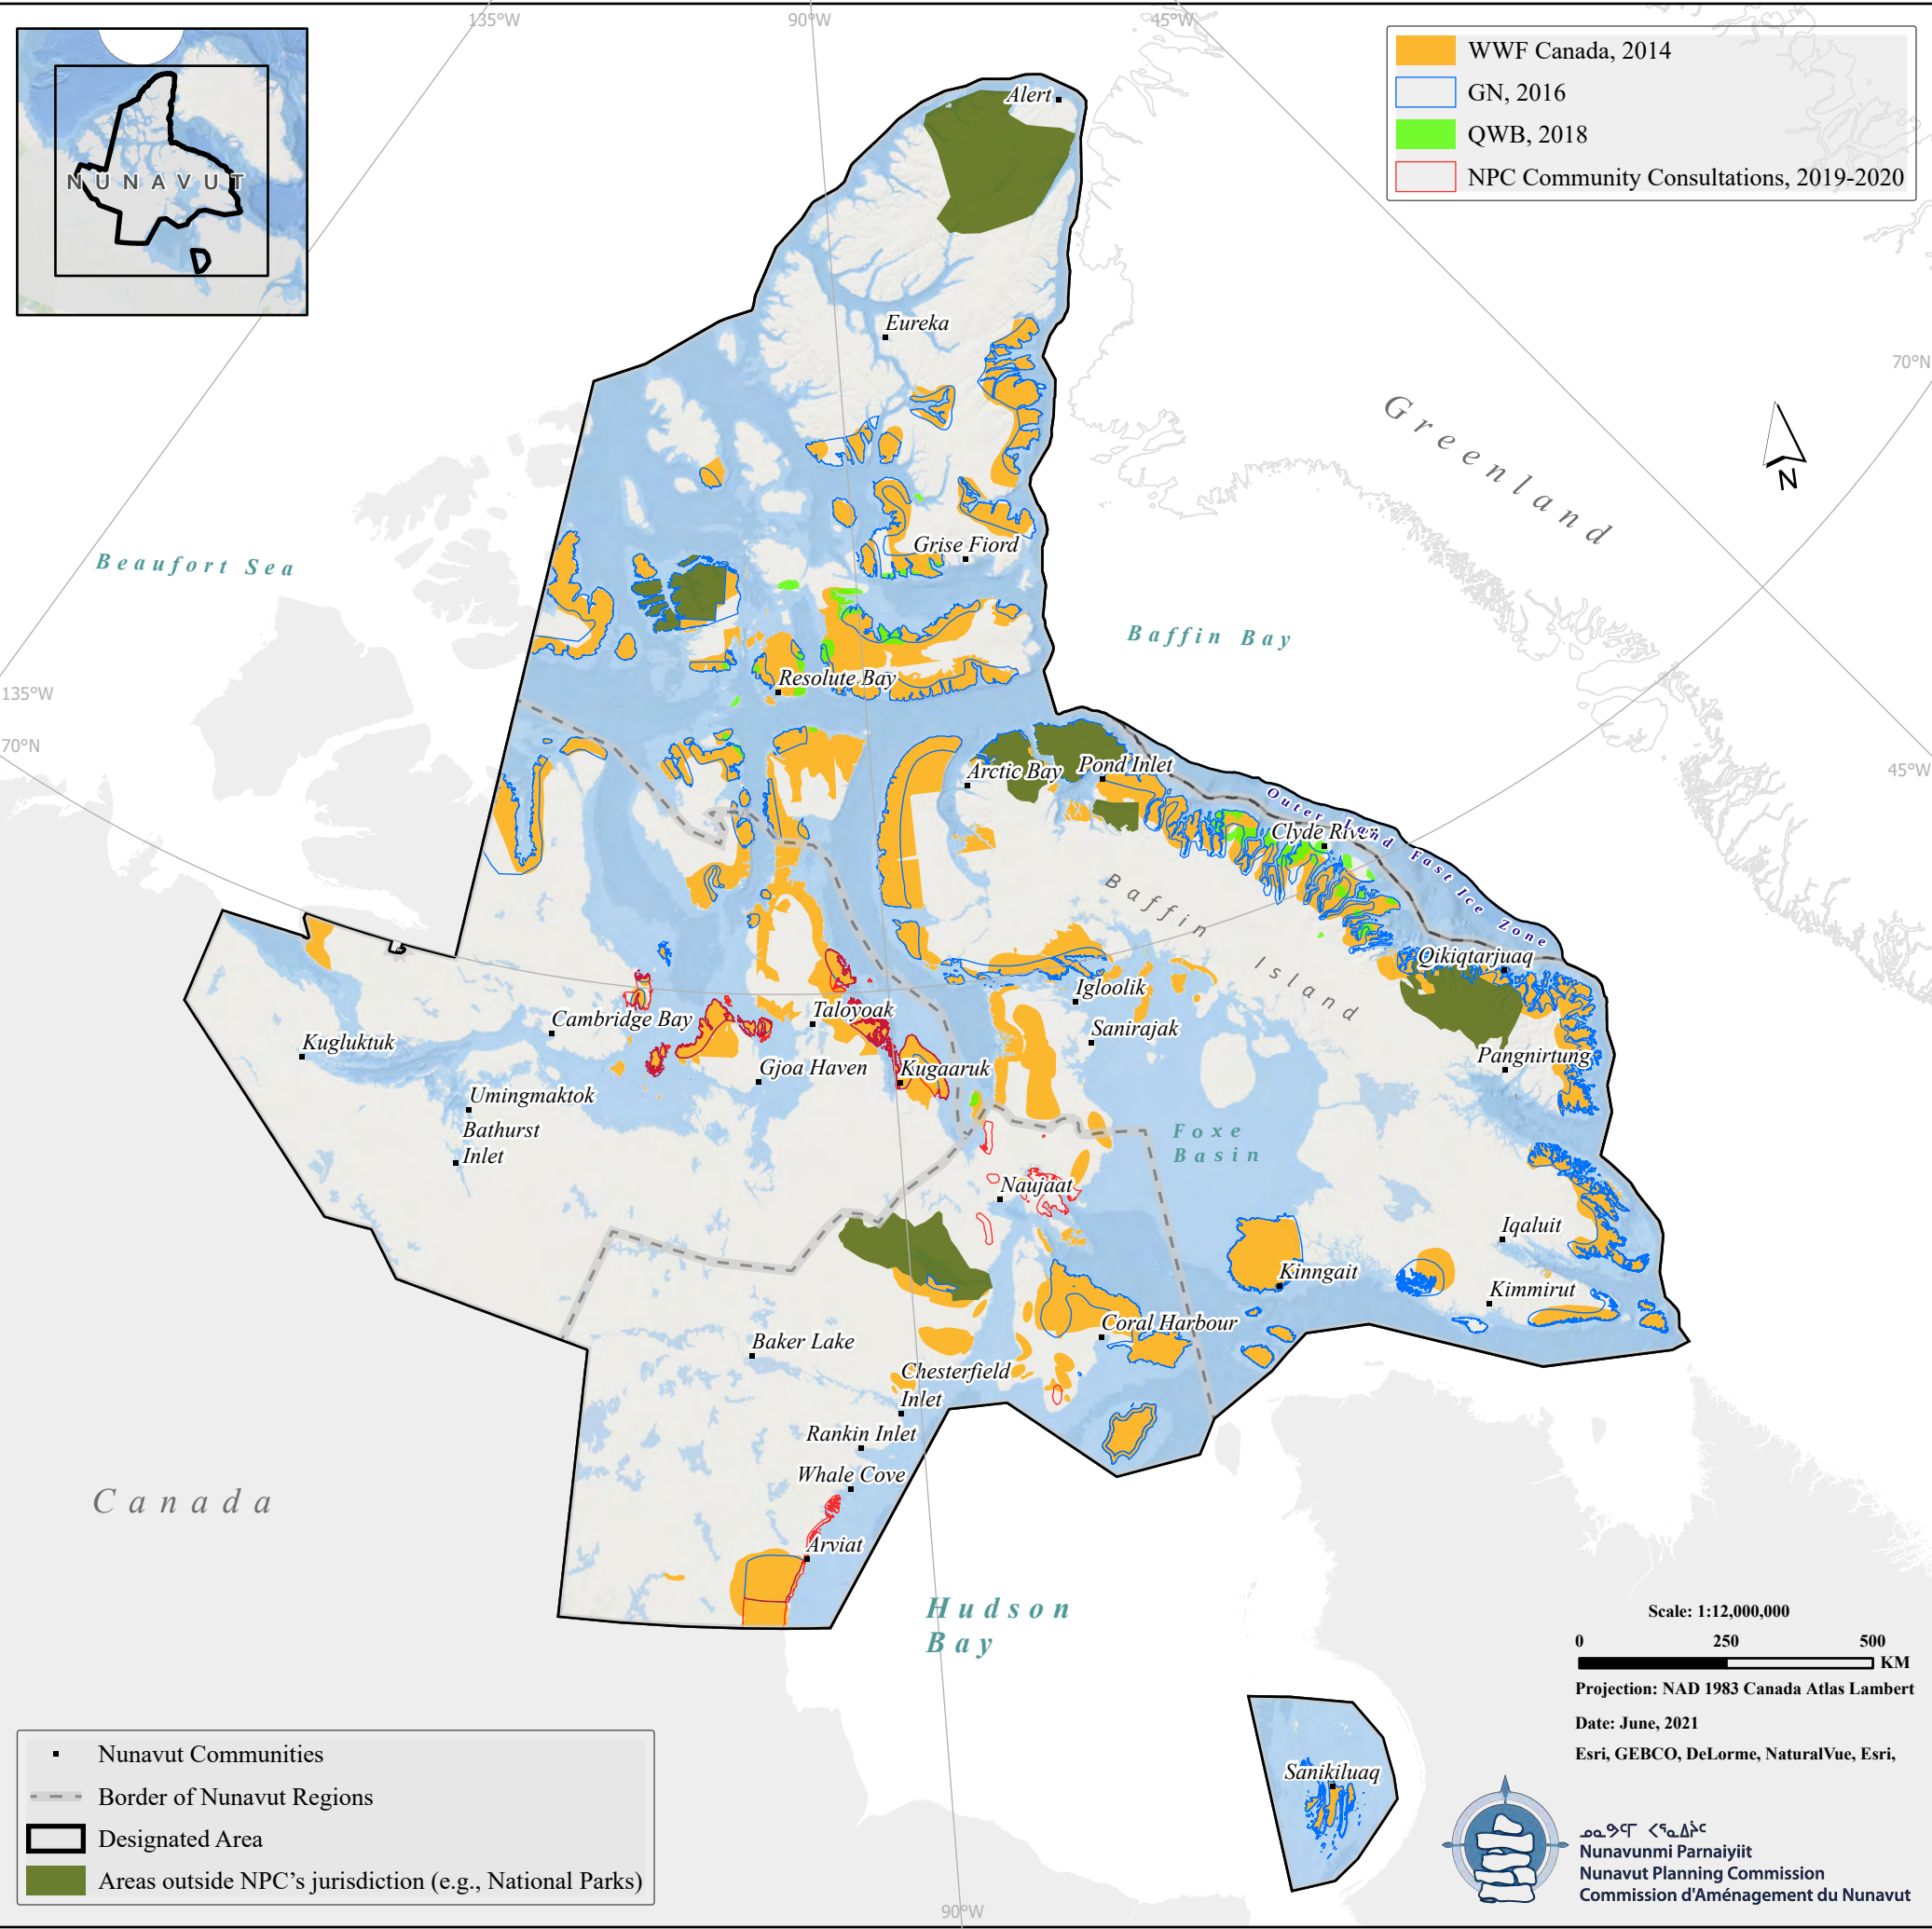 135°W
90°W
45°W
NUNAVUT
WWF Canada, 2014
GN, 2016
QWB, 2018
NPC Community Consultations, 2019-2020
Alert
Eureka
70°N
Greenland
N
Grise Fiord
Beaufort Sea
Baffin Bay
Resolute Bay
135°W
70°N
45°W
Arctic Bay
Pond Inlet
Outer Land Fast Ice Zone
Clyde River
Baffin Island
Qikiqtarjuaq
Igloolik
Taloyoak
Cambridge Bay
Sanirajak
Kugluktuk
Pangnirtung
Gjoa Haven
Kugaaruk
Umingmaktok
Bathurst
Inlet
Foxe
Basin
Naujaat
Iqaluit
Kinngait
Kimmirut
Coral Harbour
Baker Lake
Chesterfield
Inlet
Rankin Inlet
Whale Cove
Canada
Arviat
Hudson
Bay
Scale: 1:12,000,000
0 250 500
KM
Projection: NAD 1983 Canada Atlas Lambert
Date: June, 2021
Esri, GEBCO, DeLorme, NaturalVue, Esri,
Sanikiluaq
Nunavut Communities
Border of Nunavut Regions
Designated Area
Areas outside NPC's jurisdiction (e.g., National Parks)
ᓄᓇᕗᒻᒥ ᐸᕐᓇᐃᔩᑦ
Nunavunmi Parnaiyiit
Nunavut Planning Commission
Commission d'Aménagement du Nunavut
90°W